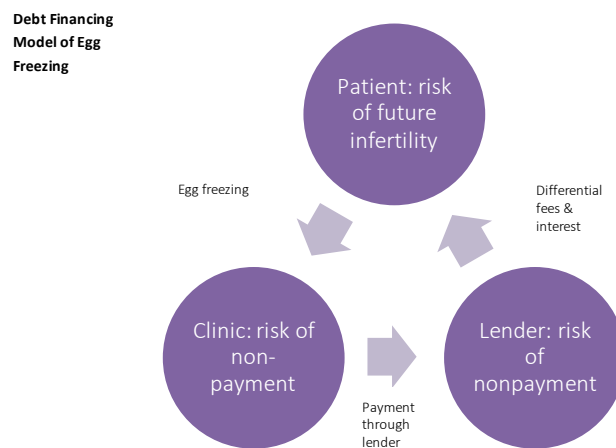 Debt Financing
Model of Egg
Freezing
Patient: risk
of future
infertility
Egg freezing
Differential
fees &
interest
Clinic: risk of
non-
payment
Lender: risk
of
nonpayment
Payment
through
lender